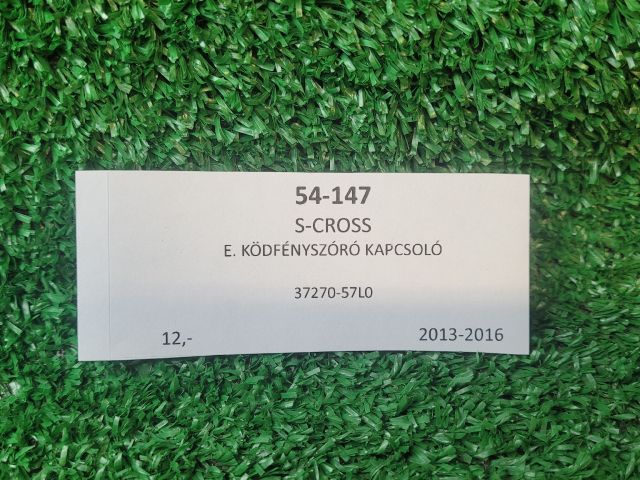 54-147
S-CROSS
E. KÖDFÉNYSZÓRÓ KAPCSOLÓ
37270-57L0
12,-
2013-2016